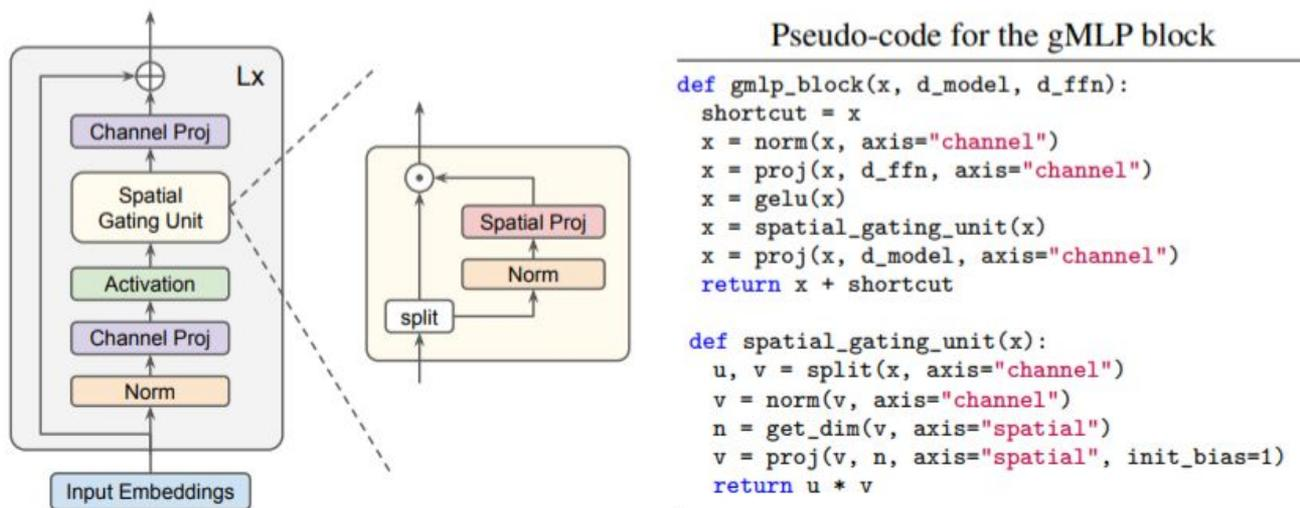 Lx
Channel Proj
Spatial
Gating Unit
Activation
Channel Proj
Norm
Input Embeddings
Spatial Proj
Norm
split
Pseudo-code for the gMLP block
def gmlp_block(x, d_model, d_ffn):
shortcut = x
x = norm(x, axis="channel")
x = proj(x, d_ffn, axis="channel")
x = gelu(x)
x = spatial_gating_unit(x)
x = proj(x, d_model, axis="channel")
return x + shortcut
def spatial_gating_unit(x):
u, v = split(x, axis="channel")
v = norm(v, axis="channel")
n = get_dim(v, axis="spatial")
v = proj(v, n, axis="spatial", init_bias=1)
return u * v